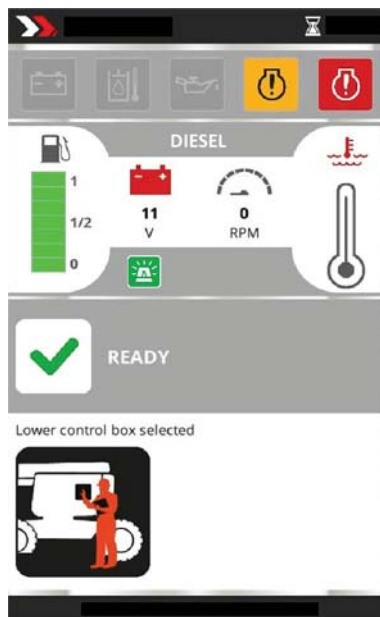 DIESEL
1
1/2
0
11
V
0
RPM
READY
Lower control box selected